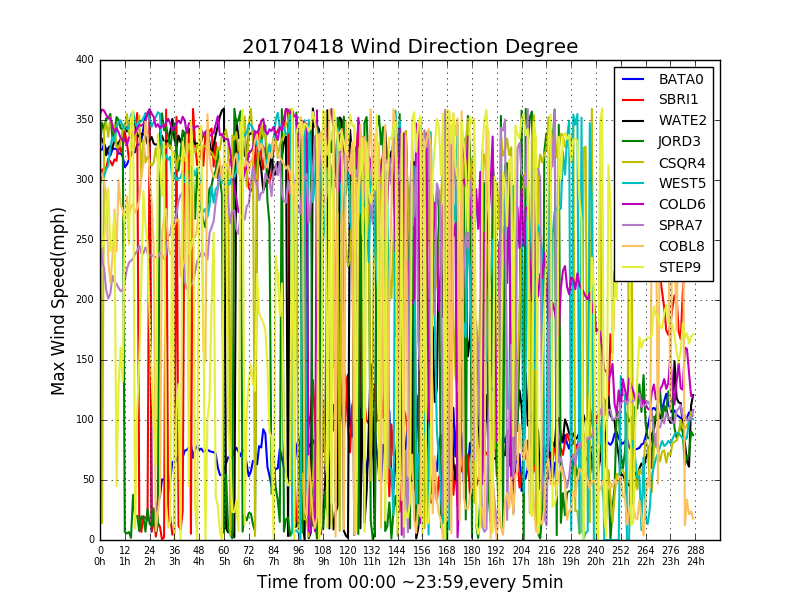 20170418 Wind Direction Degree
400
350
300
250
200
150
100
50
0
Max Wind Speed(mph)
BATA0
SBRI1
WATE2
JORD3
CSQR4
WEST5
COLD6
SPRA7
COBL8
STEP9
0 12 24 36 48 60 72 84 96 108 120 132 144 156 168 180 192 204 216 228 240 252 264 276 288
0h 1h 2h 3h 4h 5h 6h 7h 8h 9h 10h 11h 12h 13h 14h 15h 16h 17h 18h 19h 20h 21h 22h 23h 24h
Time from 00:00 ~23:59,every 5min